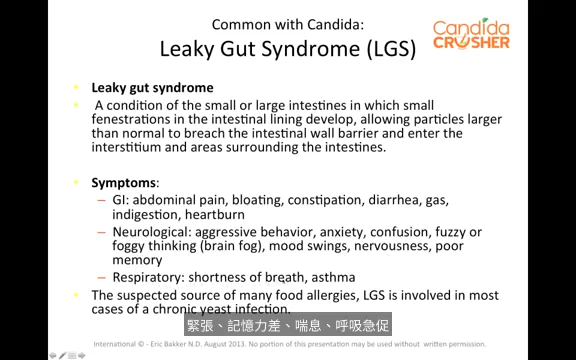 Common with Candida:
Leaky Gut Syndrome (LGS)
Candida
CRUSHER
Leaky gut syndrome
A condition of the small or large intestines in which small
fenestrations in the intestinal lining develop, allowing particles larger
than normal to breach the intestinal wall barrier and enter the
interstitium and areas surrounding the intestines.
Symptoms:
– GI: abdominal pain, bloating, constipation, diarrhea, gas,
indigestion, heartburn
– Neurological: aggressive behavior, anxiety, confusion, fuzzy or
foggy thinking (brain fog), mood swings, nervousness, poor
memory
– Respiratory: shortness of breath, asthma
The suspected source of many food allergies, LGS is involved in most
cases of a chronic yeast infection.
緊張、記憶力差、喘息、呼吸急促
International © - Eric Bakker N.D. August 2013. No portion of this presentation may be used without written permission.